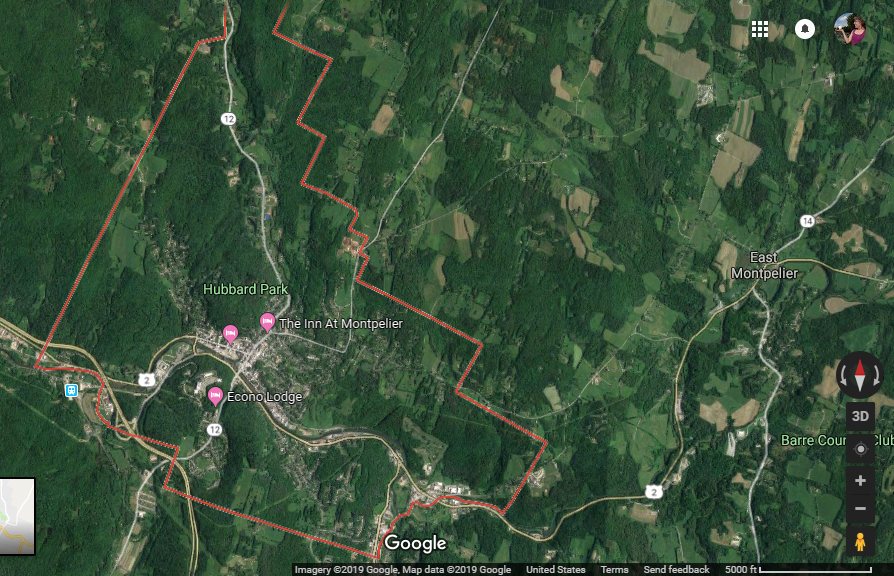 12
14
East
Montpelier
Hubbard Park
The Inn At Montpelier
2
Econo Lodge
3D
12
Barre Coun Club
2
Google
Imagery ©2019 Google, Map data ©2019 Google United States Terms Send feedback 5000 ft